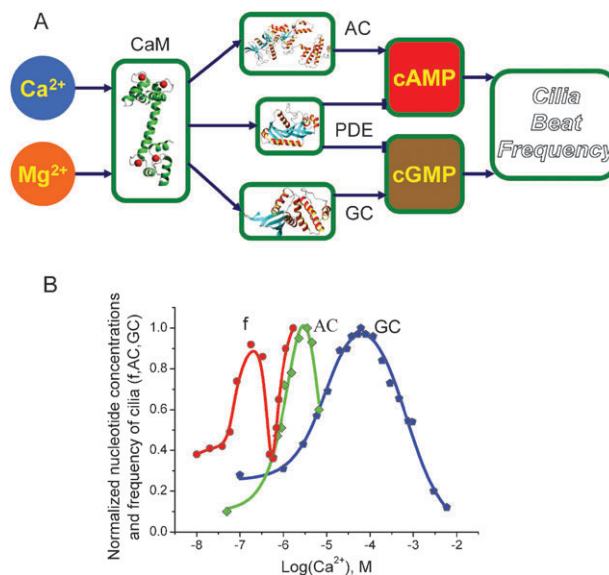 A
CaM
AC
Ca²⁺
cAMP
Cilia
Beat
Frequency
PDE
Mg²⁺
cGMP
GC
B
Normalized nucleotide concentrations
and frequency of cilia (f,AC,GC)
f
AC
GC
1.0
0.8
0.6
0.4
0.2
0.0
-8 -7 -6 -5 -4 -3 -2 -1
Log(Ca²⁺), M